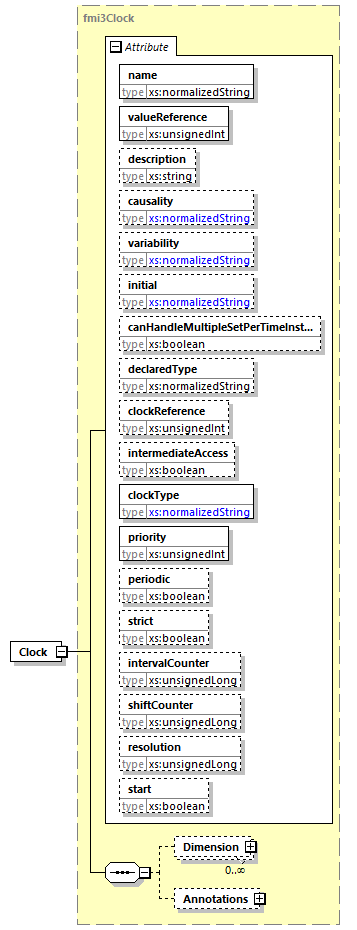 fmi3Clock
Attribute
name
type xs:normalizedString
valueReference
type xs:unsignedInt
description
type xs:string
causality
type xs:normalizedString
variability
type xs:normalizedString
initial
type xs:normalizedString
canHandleMultipleSetPerTimeInst...
type xs:boolean
declaredType
type xs:normalizedString
clockReference
type xs:unsignedInt
intermediateAccess
type xs:boolean
clockType
type xs:normalizedString
priority
type xs:unsignedInt
periodic
type xs:boolean
strict
type xs:boolean
Clock
intervalCounter
type xs:unsignedLong
shiftCounter
type xs:unsignedLong
resolution
type xs:unsignedLong
start
type xs:boolean
Dimension
0..∞
Annotations